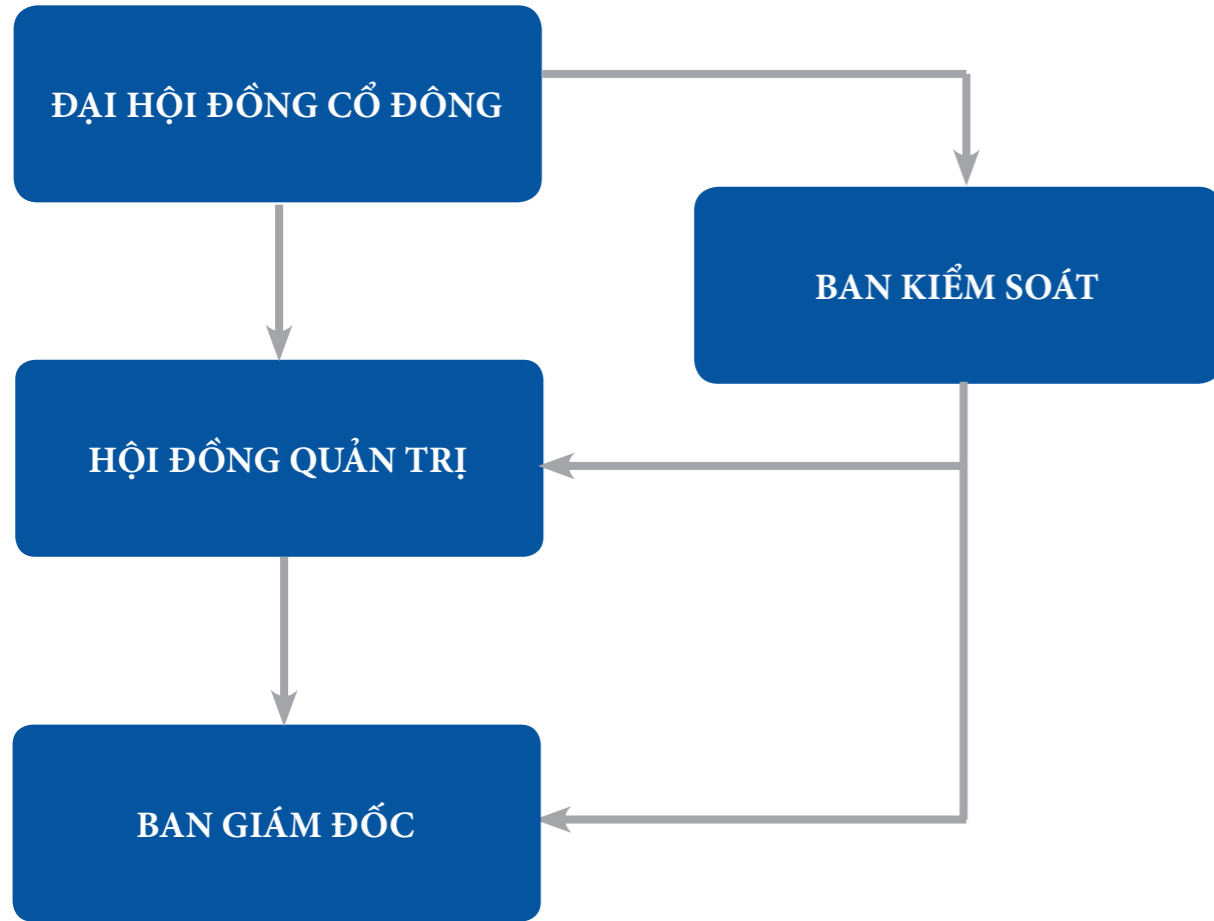 ĐẠI HỘI ĐỒNG CỔ ĐÔNG
BAN KIỂM SOÁT
HỘI ĐỒNG QUẢN TRỊ
BAN GIÁM ĐỐC